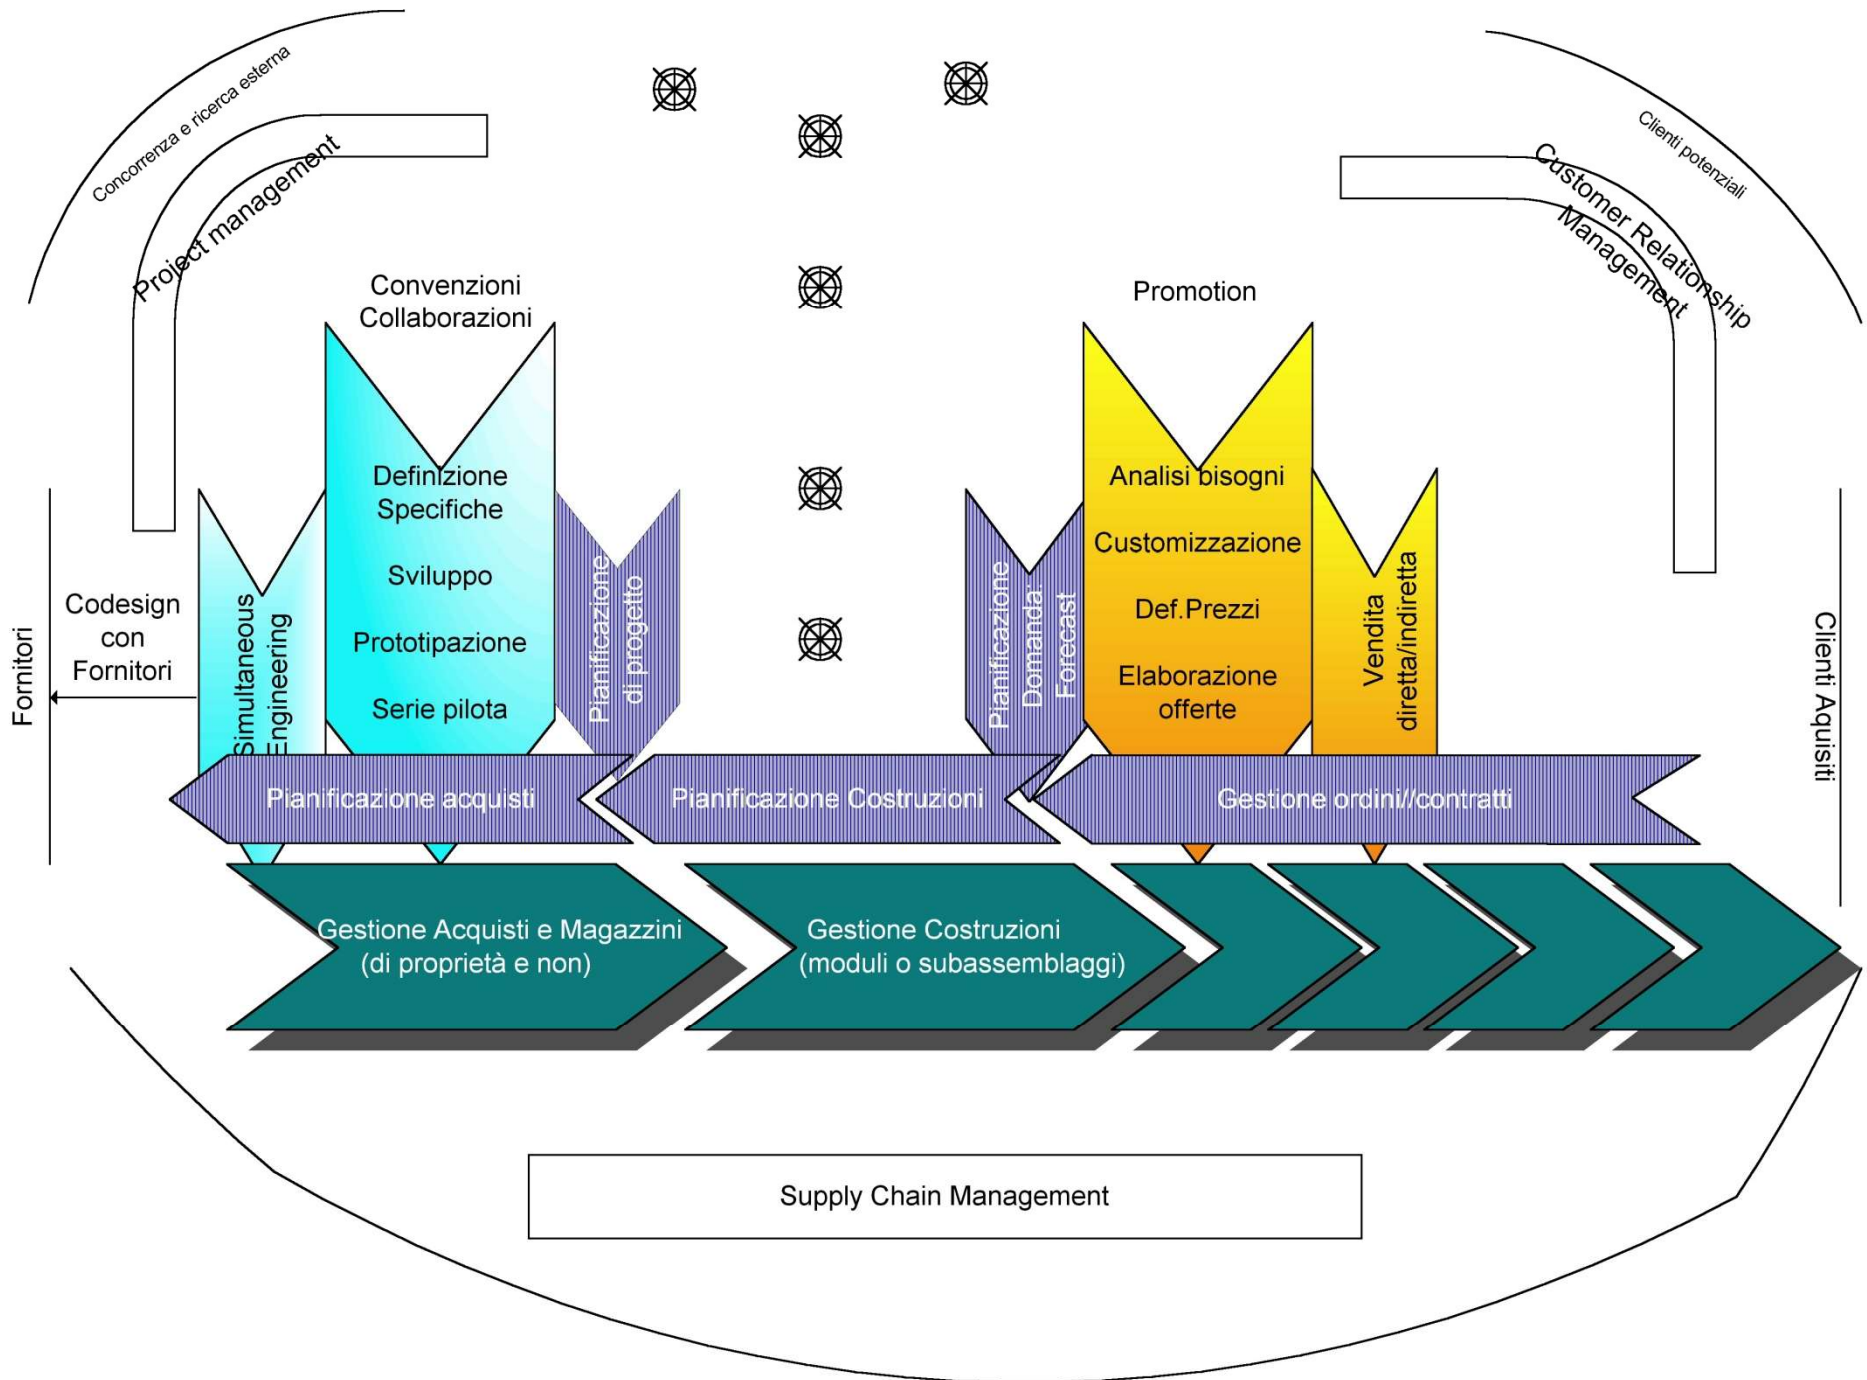 Concorrenza e ricerca esterna
Project management
Clienti potenziali
Customer Relationship
Management
Convenzioni
Collaborazioni
Promotion
Definizione
Specifiche
Sviluppo
Prototipazione
Serie pilota
Simultaneous
Engineering
Pianificazione
di progetto
Pianificazione
Domanda:
Forecast
Analisi bisogni
Customizzazione
Def.Prezzi
Elaborazione
offerte
Vendita
diretta/indiretta
Fornitori
Codesign
con
Fornitori
Clienti Aquisiti
Pianificazione acquisti
Pianificazione Costruzioni
Gestione ordini//contratti
Gestione Acquisti e Magazzini
(di proprietà e non)
Gestione Costruzioni
(moduli o subassemblaggi)
Supply Chain Management